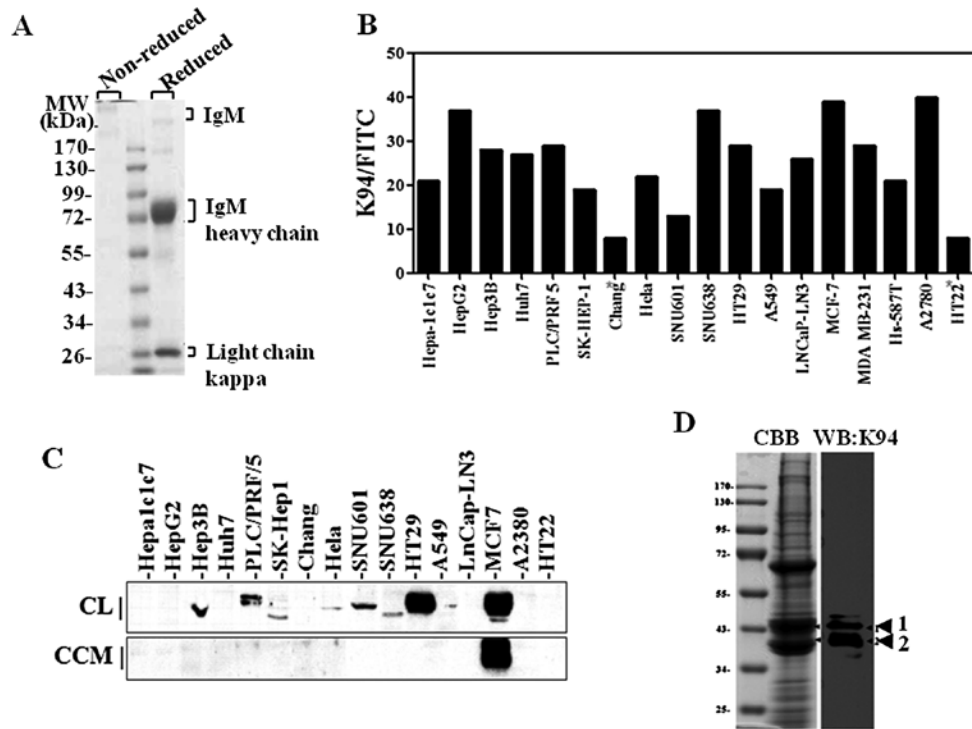 A
Non-reduced
Reduced
MW
(kDa)
170-
130-
99-
72-
55-
43-
34-
26-
IgM
IgM
heavy chain
Light chain
kappa
B
K94/FITC
50
40
30
20
10
0
Hepa-1c1c7
HepG2
Hep3B
Huh7
PLC/PRF 5
SK-HEP-1
*Chang
Hela
SNU601
SNU638
HT29
A549
LNCaP-LN3
MCF-7
MDA MB-231
Hs-587T
A2780
*HT22
C
-Hepa1c1c7
-HepG2
-Hep3B
-Huh7
-PLC/PRF/5
-SK-Hep1
-Chang
-Hela
-SNU601
-SNU638
-HT29
-A549
-LnCap-LN3
-MCF7
-A2380
-HT22
CL
CCM
D
CBB WB:K94
170-
130-
95-
72-
55-
43-
34-
25-
1
2